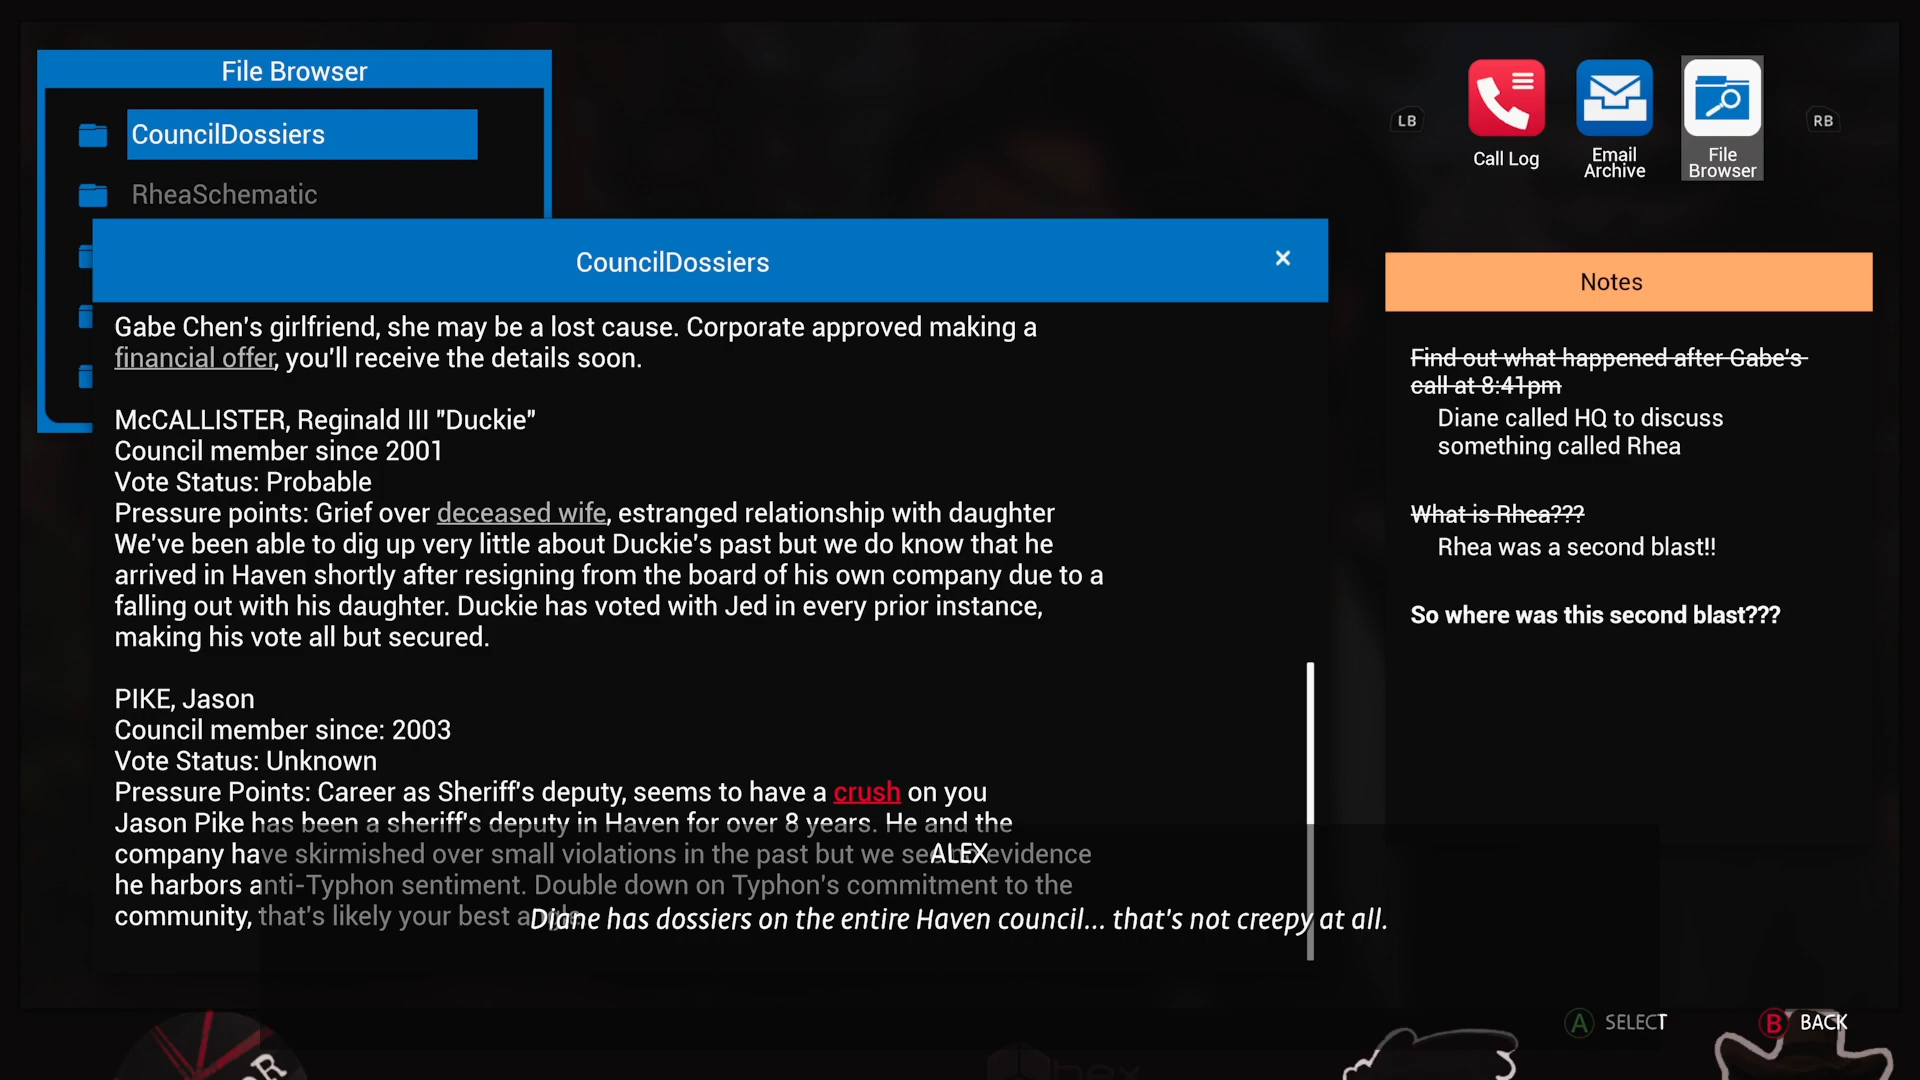 File Browser
CouncilDossiers
RheaSchematic
CouncilDossiers
×
Gabe Chen's girlfriend, she may be a lost cause. Corporate approved making a
financial offer, you'll receive the details soon.
McCALLISTER, Reginald III "Duckie"
Council member since 2001
Vote Status: Probable
Pressure points: Grief over deceased wife, estranged relationship with daughter
We've been able to dig up very little about Duckie's past but we do know that he
arrived in Haven shortly after resigning from the board of his own company due to a
falling out with his daughter. Duckie has voted with Jed in every prior instance,
making his vote all but secured.
PIKE, Jason
Council member since: 2003
Vote Status: Unknown
Pressure Points: Career as Sheriff's deputy, seems to have a crush on you
Jason Pike has been a sheriff's deputy in Haven for over 8 years. He and the
company have skirmished over small violations in the past but we see no evidence
he harbors anti-Typhon sentiment. Double down on Typhon's commitment to the
community, that's likely your best angle.
ALEX
Diane has dossiers on the entire Haven council... that's not creepy at all.
LB
Call Log
Email
Archive
File
Browser
RB
Notes
Find out what happened after Gabe's
call at 8:41pm
Diane called HQ to discuss
something called Rhea
What is Rhea???
Rhea was a second blast!!
So where was this second blast???
A SELECT
B BACK